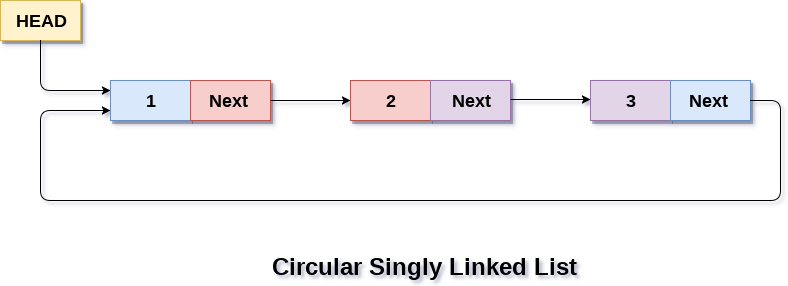 HEAD
1 Next 2 Next 3 Next
Circular Singly Linked List